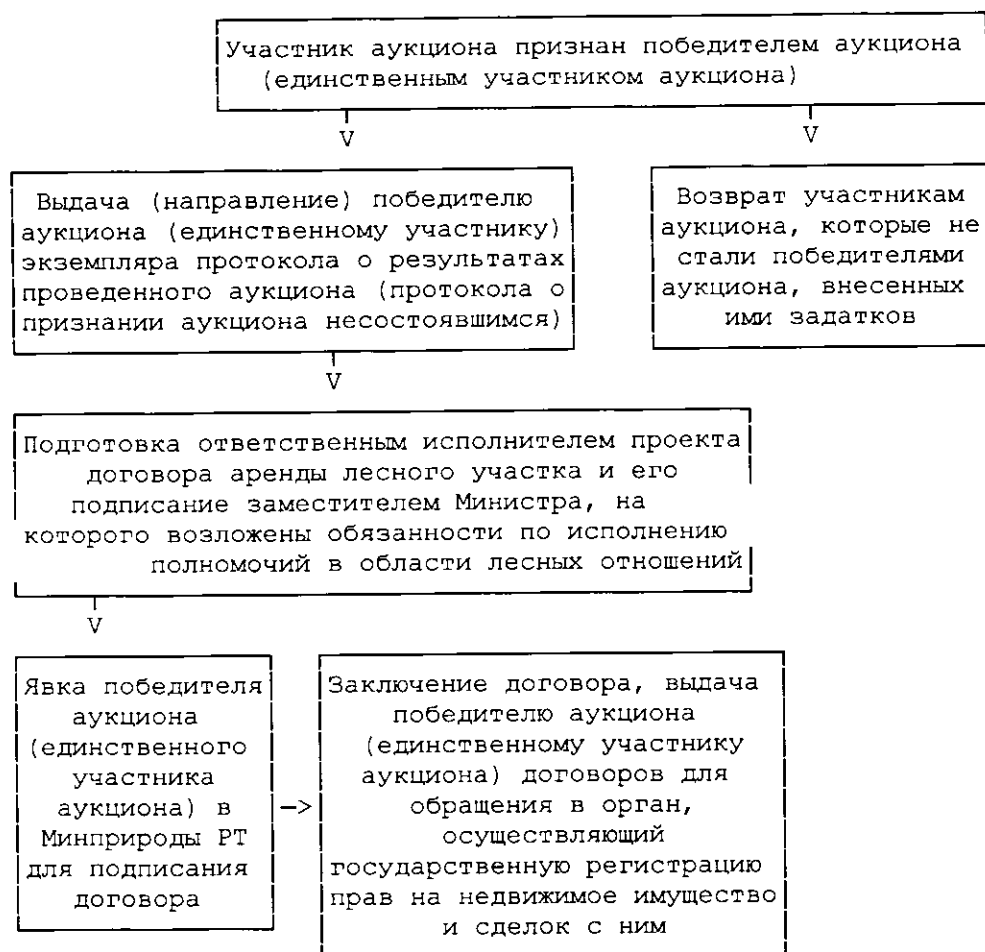 Участник аукциона признан победителем аукциона
(единственным участником аукциона)
V
V
Выдача (направление) победителю
аукциона (единственному участнику)
экземпляра протокола о результатах
проведенного аукциона (протокола о
признании аукциона несостоявшимся)
Возврат участникам
аукциона, которые не
стали победителями
аукциона, внесенных
ими задатков
V
Подготовка ответственным исполнителем проекта
договора аренды лесного участка и его
подписание заместителем Министра, на
которого возложены обязанности по исполнению
полномочий в области лесных отношений
V
Явка победителя
аукциона
(единственного
участника
аукциона) в
Минприроды РТ
для подписания
договора
–>
Заключение договора, выдача
победителю аукциона
(единственному участнику
аукциона) договоров для
обращения в орган,
осуществляющий
государственную регистрацию
прав на недвижимое имущество
и сделок с ним